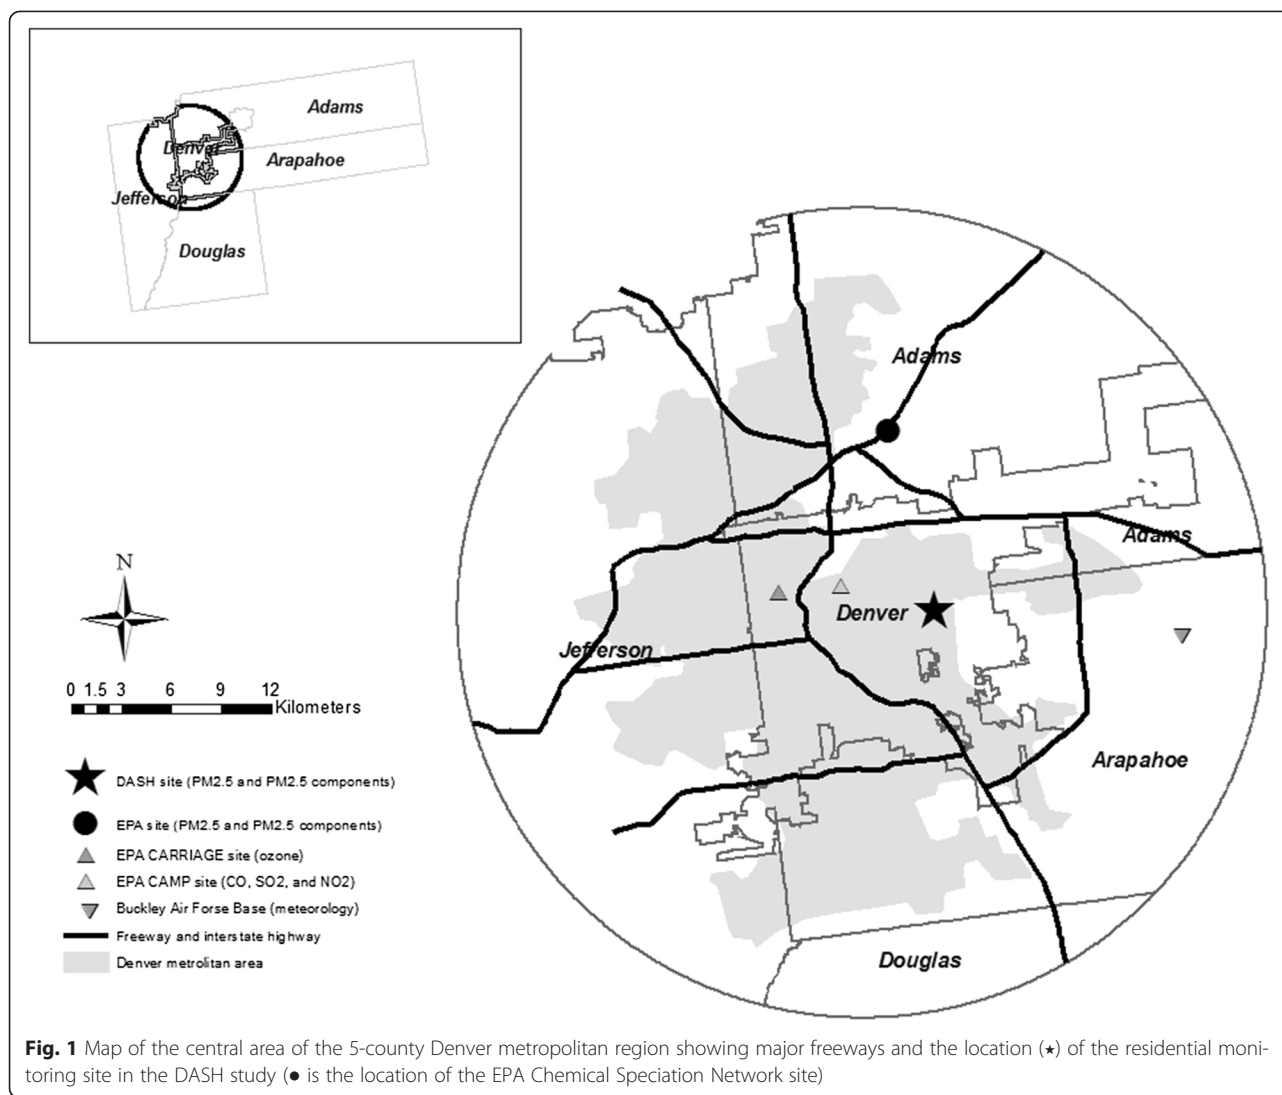 Adams
Denver
Arapahoe
Jefferson
Douglas
Adams
Adams
Denver
Jefferson
Arapahoe
Douglas
N
0 1.5 3 6 9 12
Kilometers
DASH site (PM2.5 and PM2.5 components)
EPA site (PM2.5 and PM2.5 components)
EPA CARRIAGE site (ozone)
EPA CAMP site (CO, SO2, and NO2)
Buckley Air Forse Base (meteorology)
Freeway and interstate highway
Denver metrolitan area
Fig. 1 Map of the central area of the 5-county Denver metropolitan region showing major freeways and the location (★) of the residential moni-
toring site in the DASH study (● is the location of the EPA Chemical Speciation Network site)